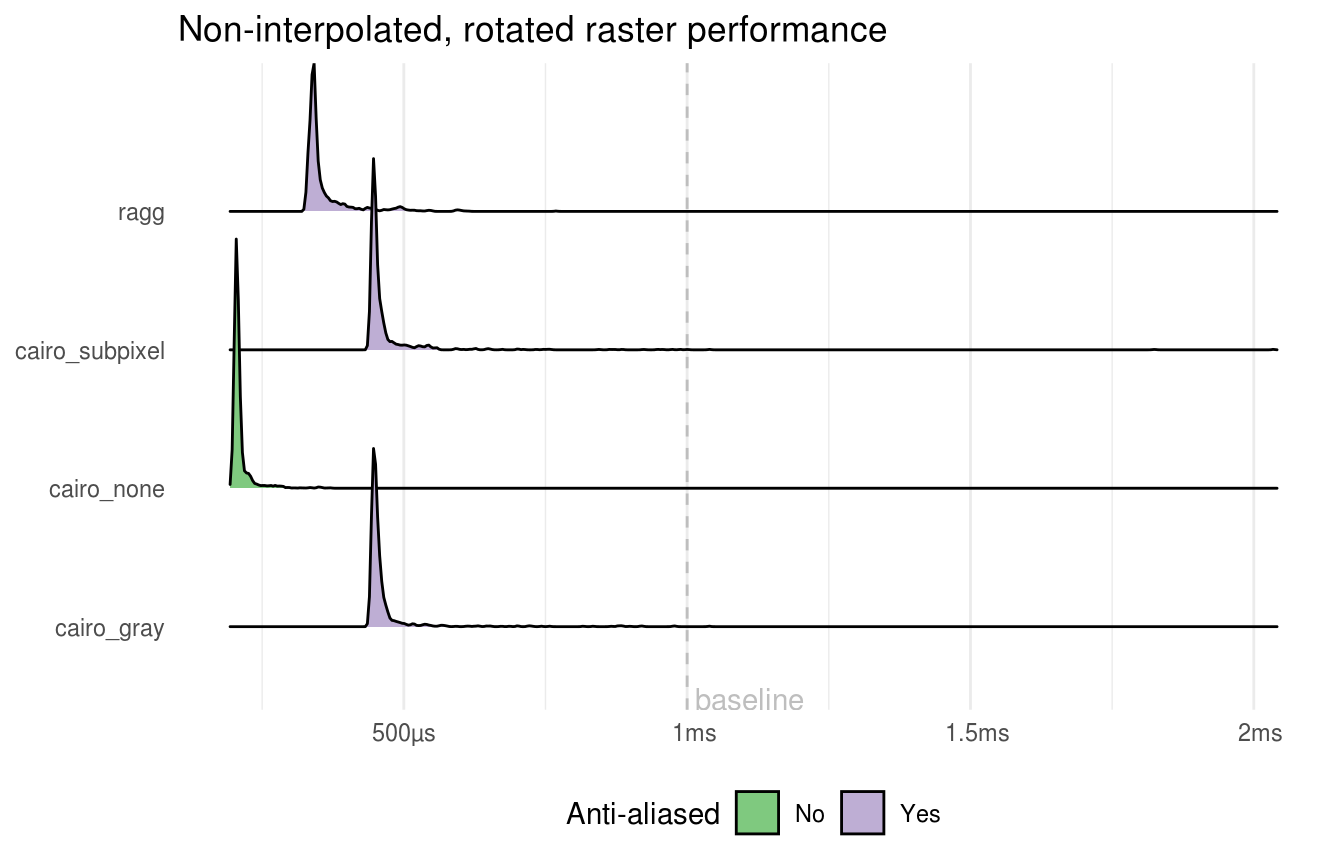 Non-interpolated, rotated raster performance
ragg
cairo_subpixel
cairo_none
cairo_gray
baseline
500µs 1ms 1.5ms 2ms
Anti-aliased No Yes